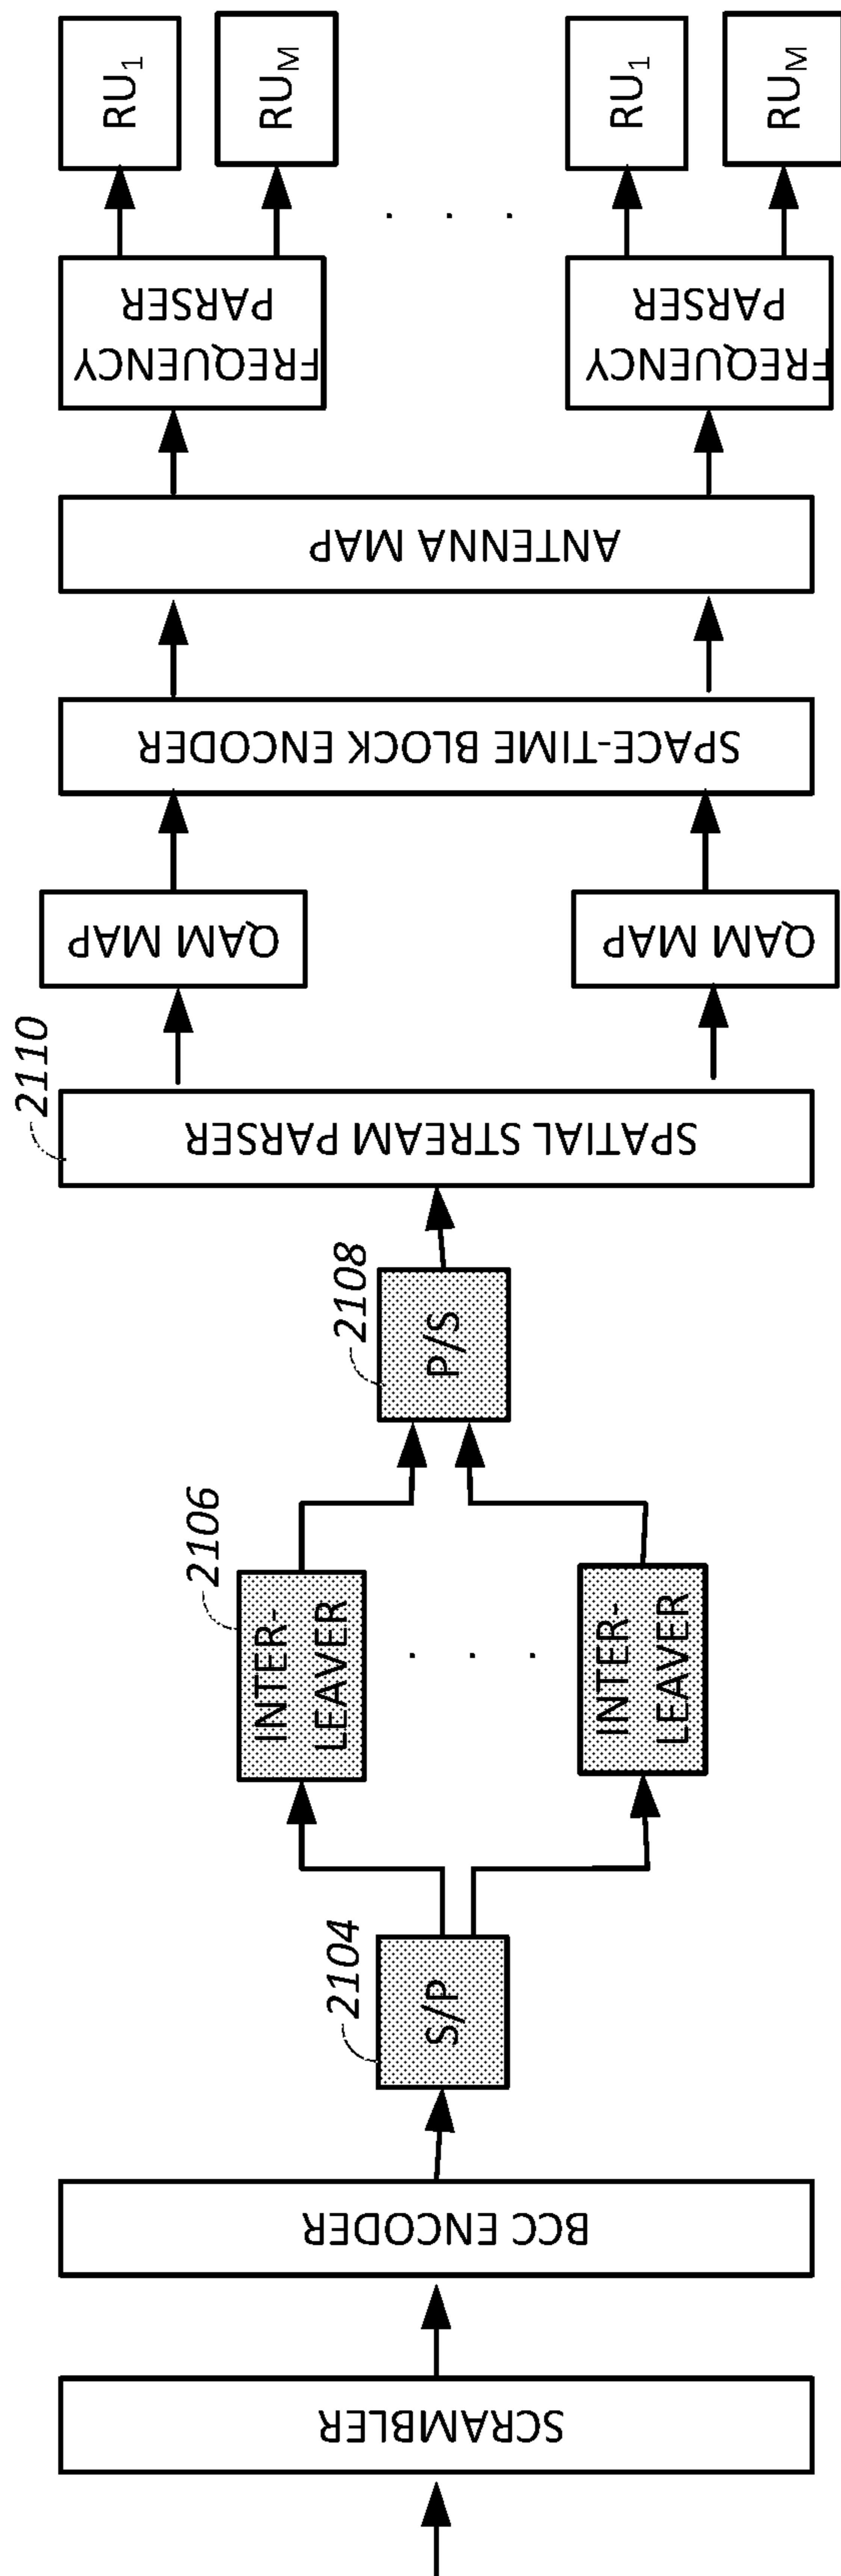 SCRAMBLER
BCC ENCODER
2104
S/P
2106
INTER-
LEAVER
. . .
INTER-
LEAVER
2108
P/S
2110
SPATIAL STREAM PARSER
QAM MAP
QAM MAP
SPACE-TIME BLOCK ENCODER
ANTENNA MAP
FREQUENCY
PARSER
FREQUENCY
PARSER
RU1
RUM
. . .
RU1
RUM